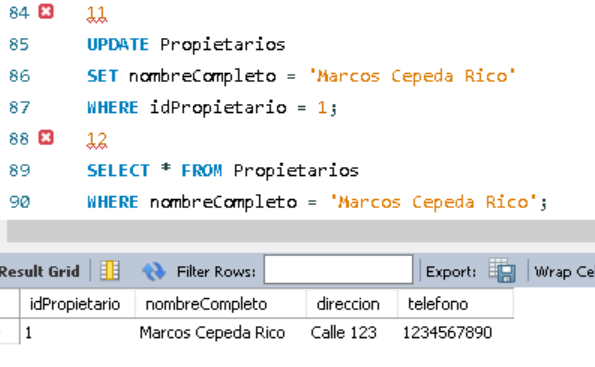 84 11
85 UPDATE Propietarios
86 SET nombreCompleto = 'Marcos Cepeda Rico'
87 WHERE idPropietario = 1;
88 12
89 SELECT * FROM Propietarios
90 WHERE nombreCompleto = 'Marcos Cepeda Rico';
Result Grid Filter Rows: Export: Wrap Ce
idPropietario nombreCompleto direccion telefono
1 Marcos Cepeda Rico Calle 123 1234567890